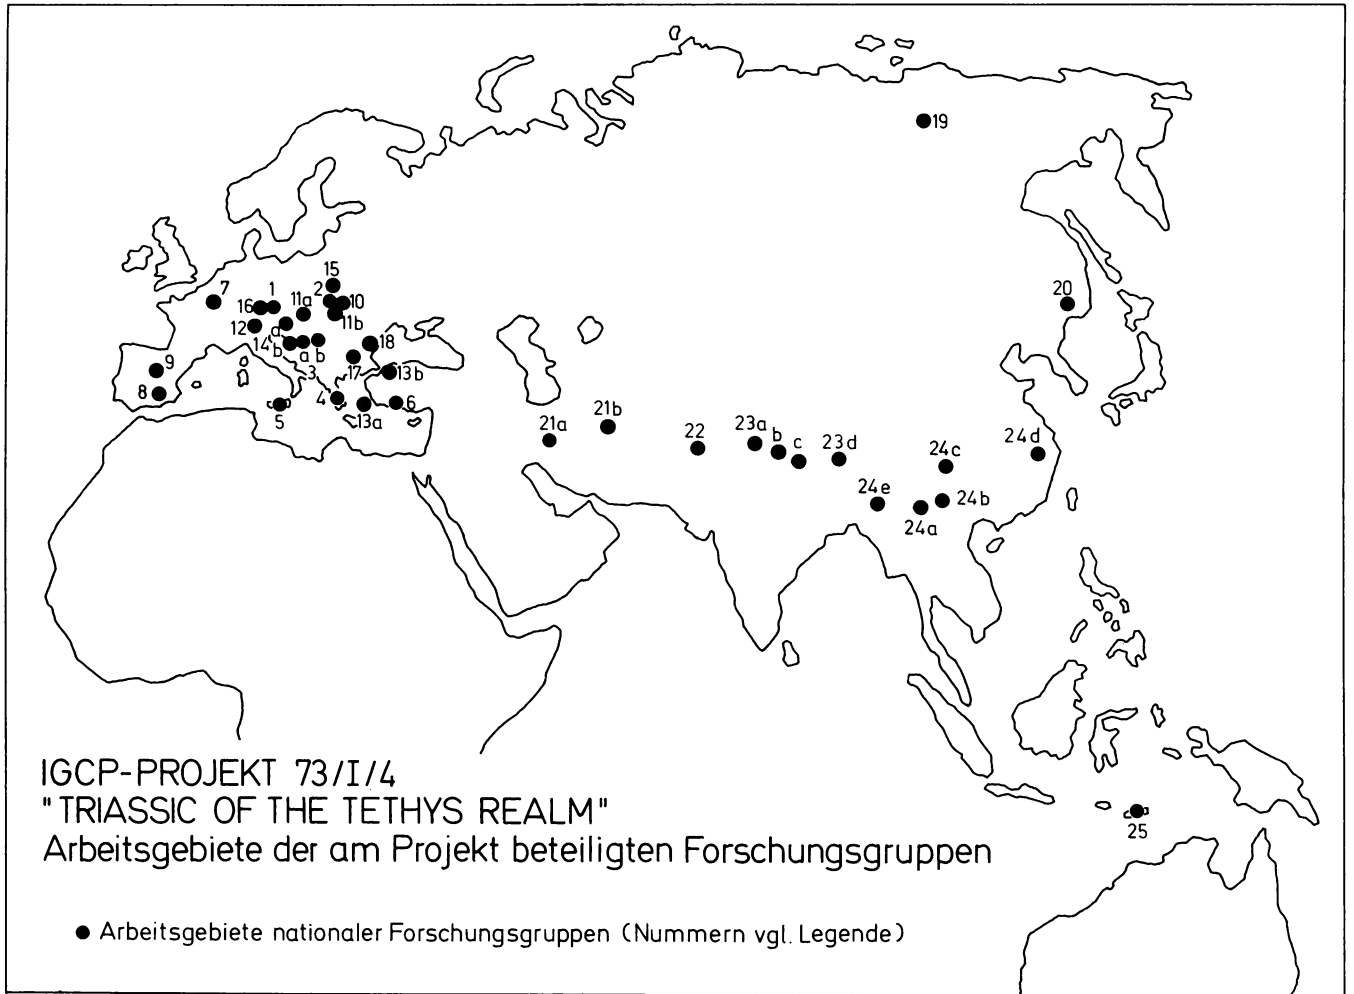 19
15
7
1
2
10
11a
16
12
11b
a
14
b
a
b
18
3
17
13b
9
8
4
6
5
13a
20
21a
21b
22
23a
b
c
23d
24c
24d
24e
24b
24a
25
IGCP-PROJEKT 73/I/4
"TRIASSIC OF THE TETHYS REALM"
Arbeitsgebiete der am Projekt beteiligten Forschungsgruppen
● Arbeitsgebiete nationaler Forschungsgruppen (Nummern vgl. Legende)